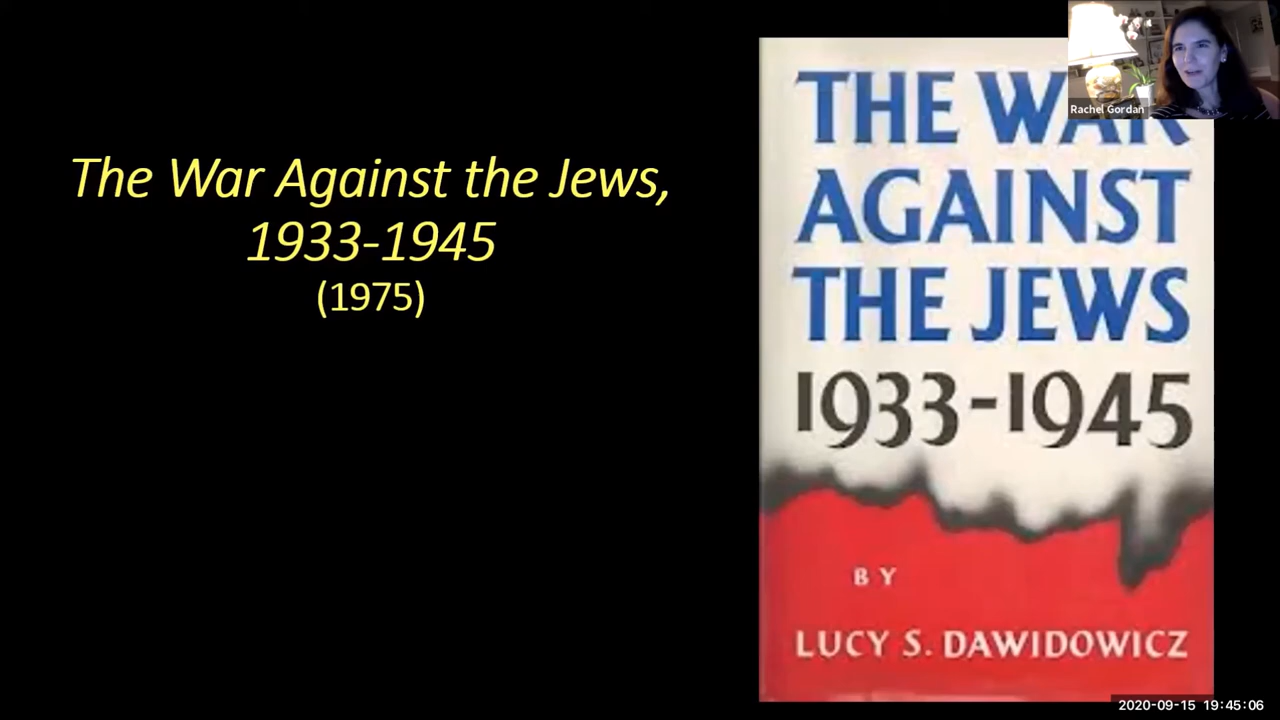 The War Against the Jews,
1933-1945
(1975)
THE WAR
AGAINST
THE JEWS
1933-1945
BY
LUCY S. DAWIDOWICZ
Rachel Gordan
2020-09-15 19:45:06